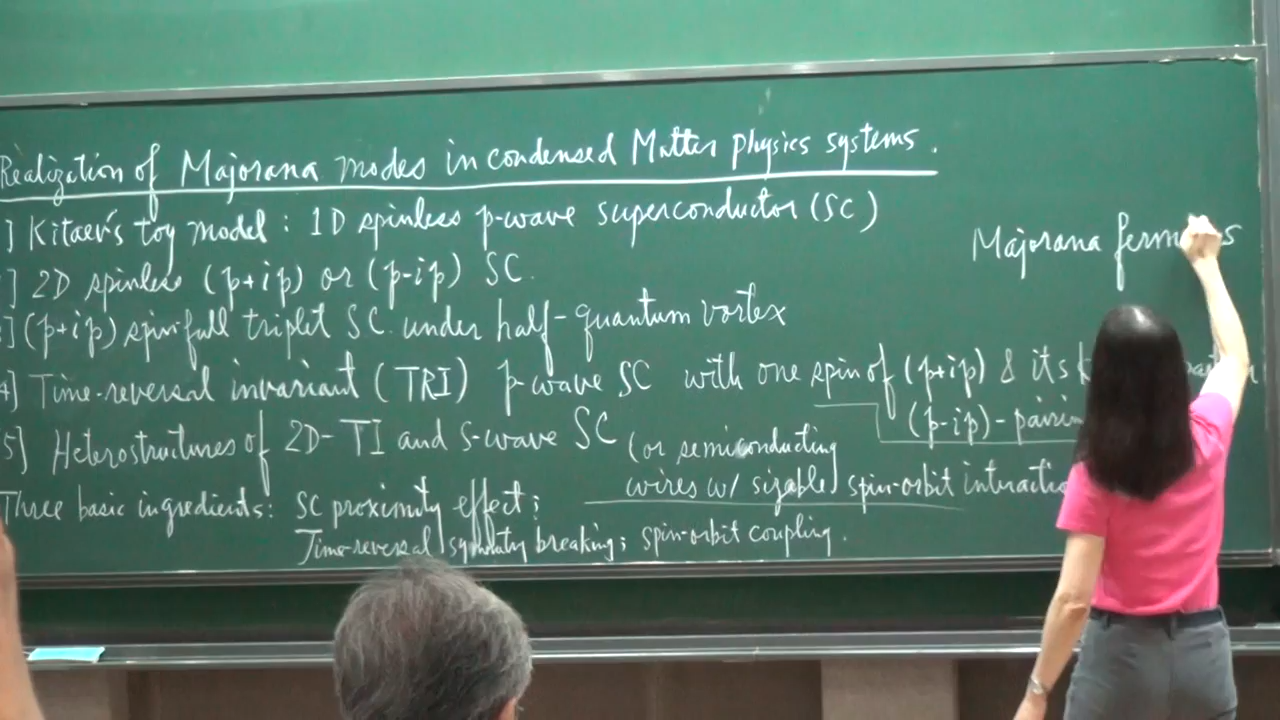 Realization of Majorana modes in condensed Matter physics systems.
] Kitaev's toy model: 1D spinless p-wave superconductor (SC)
Majorana
] 2D spinless (p+ip) or (p-ip) SC.
] (p+ip) spin-full triplet SC under half-quantum vortex
4] Time-reversal invariant (TRI) p-wave SC with one spin of (p+ip) & its
(p-ip)-
5] Heterostructures of 2D-TI and S-wave SC (or semiconducting
wires w/ sizable spin-orbit
Three basic ingredients: SC proximity effect;
Time-reversal symmetry breaking; spin-orbit coupling.